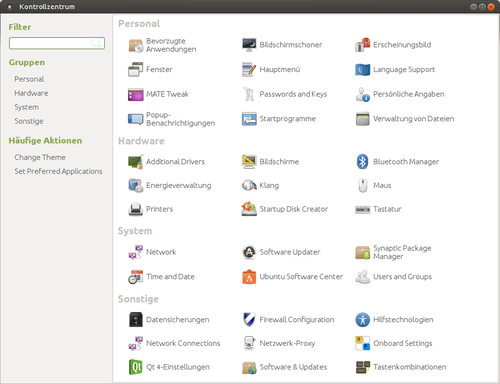 Kontrollzentrum
Filter
Gruppen
Personal
Hardware
System
Sonstige
Häufige Aktionen
Change Theme
Set Preferred Applications
Personal
Bevorzugte
Anwendungen
Bildschirmschoner
Erscheinungsbild
Fenster
Hauptmenü
Language Support
MATE Tweak
Passwords and Keys
Persönliche Angaben
Popup-
Benachrichtigungen
Startprogramme
Verwaltung von Dateien
Hardware
Additional Drivers
Bildschirme
Bluetooth Manager
Energieverwaltung
Klang
Maus
Printers
Startup Disk Creator
Tastatur
System
Network
Software Updater
Synaptic Package
Manager
Time and Date
Ubuntu Software Center
Users and Groups
Sonstige
Datensicherungen
Firewall Configuration
Hilfstechnologien
Network Connections
Netzwerk-Proxy
Onboard Settings
Qt 4-Einstellungen
Software & Updates
Tastenkombinationen